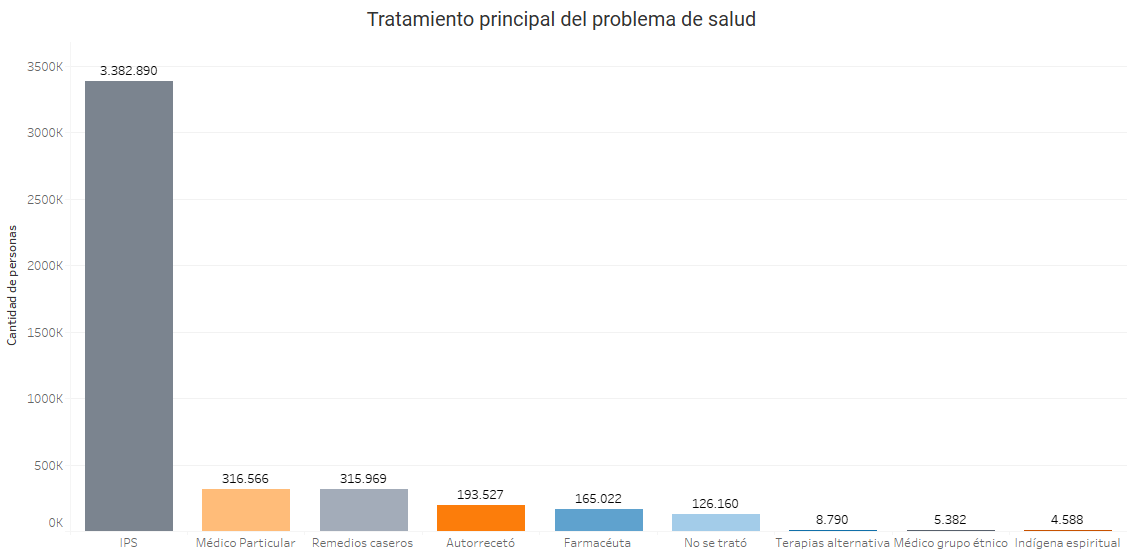 Tratamiento principal del problema de salud
Cantidad de personas
3500K
3000K
2500K
2000K
1500K
1000K
500K
0K
3.382.890
316.566
315.969
193.527
165.022
126.160
8.790
5.382
4.588
IPS
Médico Particular
Remedios caseros
Autorrecetó
Farmacéuta
No se trató
Terapias alternativa
Médico grupo étnico
Indígena espiritual